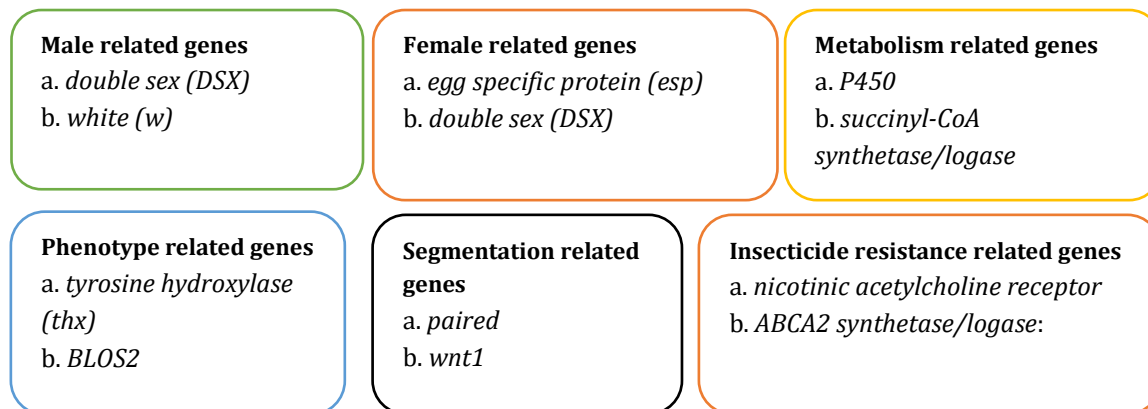 Male related genes
a. double sex (DSX)
b. white (w)
Female related genes
a. egg specific protein (esp)
b. double sex (DSX)
Metabolism related genes
a. P450
b. succinyl-CoA
synthetase/logase
Phenotype related genes
a. tyrosine hydroxylase
(thx)
b. BLOS2
Segmentation related
genes
a. paired
b. wnt1
Insecticide resistance related genes
a. nicotinic acetylcholine receptor
b. ABCA2 synthetase/logase: